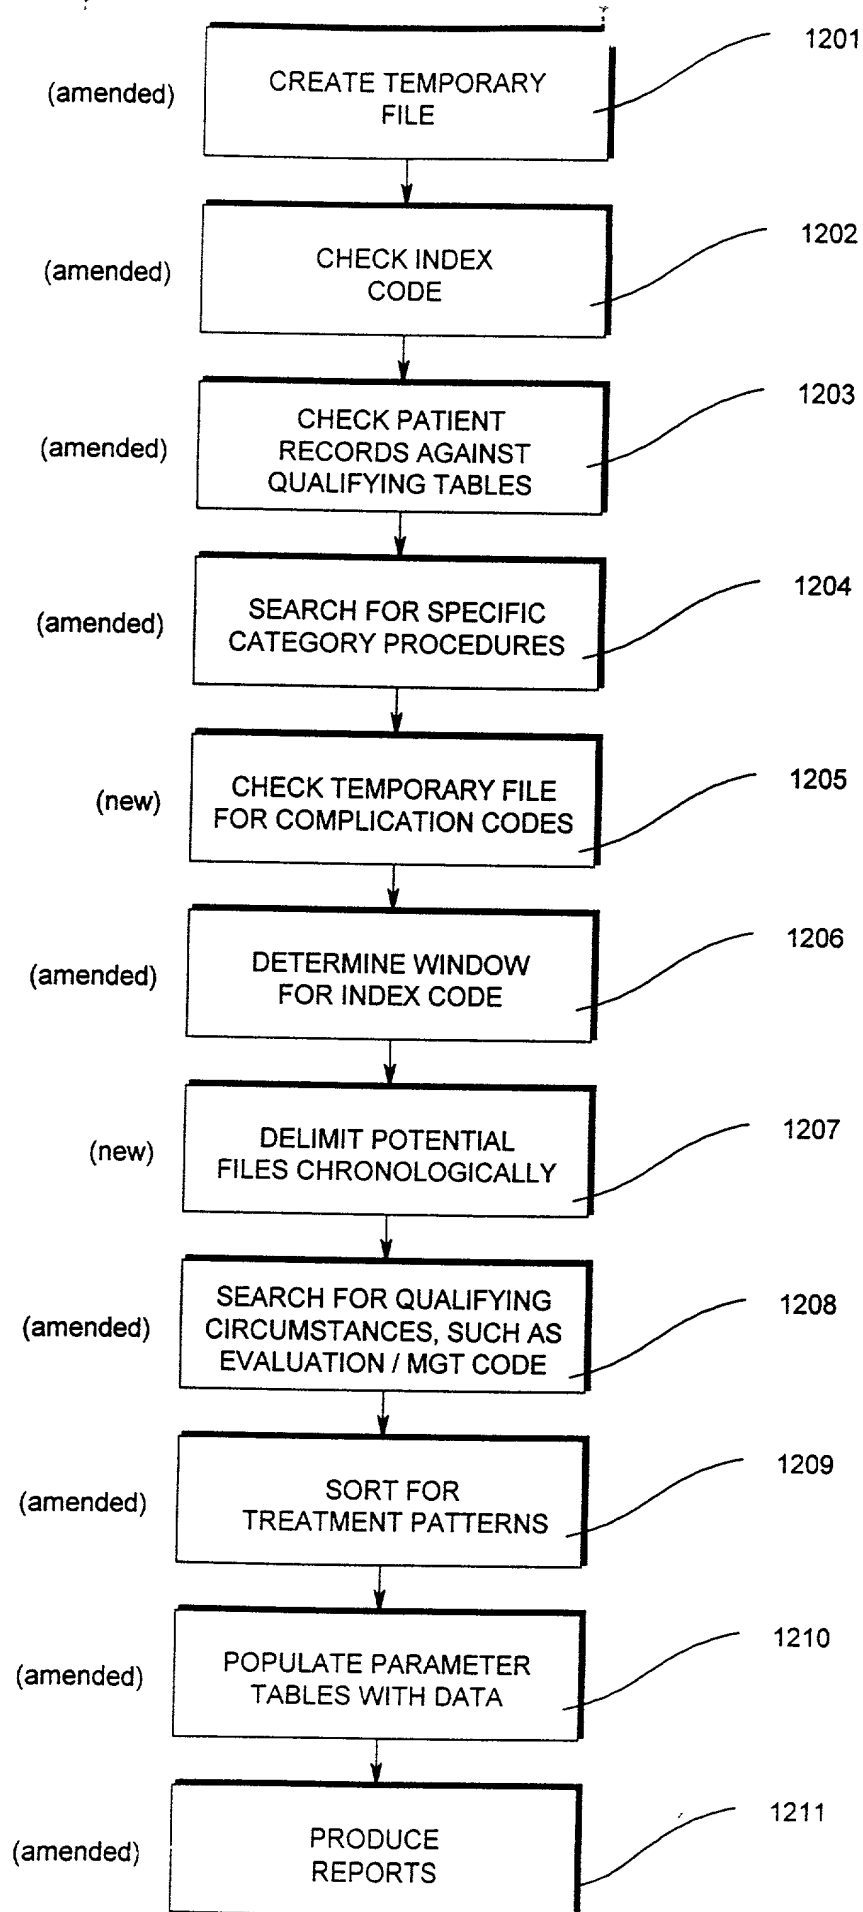 1201
(amended)
CREATE TEMPORARY
FILE
1202
(amended)
CHECK INDEX
CODE
1203
(amended)
CHECK PATIENT
RECORDS AGAINST
QUALIFYING TABLES
1204
(amended)
SEARCH FOR SPECIFIC
CATEGORY PROCEDURES
1205
(new)
CHECK TEMPORARY FILE
FOR COMPLICATION CODES
1206
(amended)
DETERMINE WINDOW
FOR INDEX CODE
1207
(new)
DELIMIT POTENTIAL
FILES CHRONOLOGICALLY
1208
(amended)
SEARCH FOR QUALIFYING
CIRCUMSTANCES, SUCH AS
EVALUATION / MGT CODE
1209
(amended)
SORT FOR
TREATMENT PATTERNS
1210
(amended)
POPULATE PARAMETER
TABLES WITH DATA
1211
(amended)
PRODUCE
REPORTS